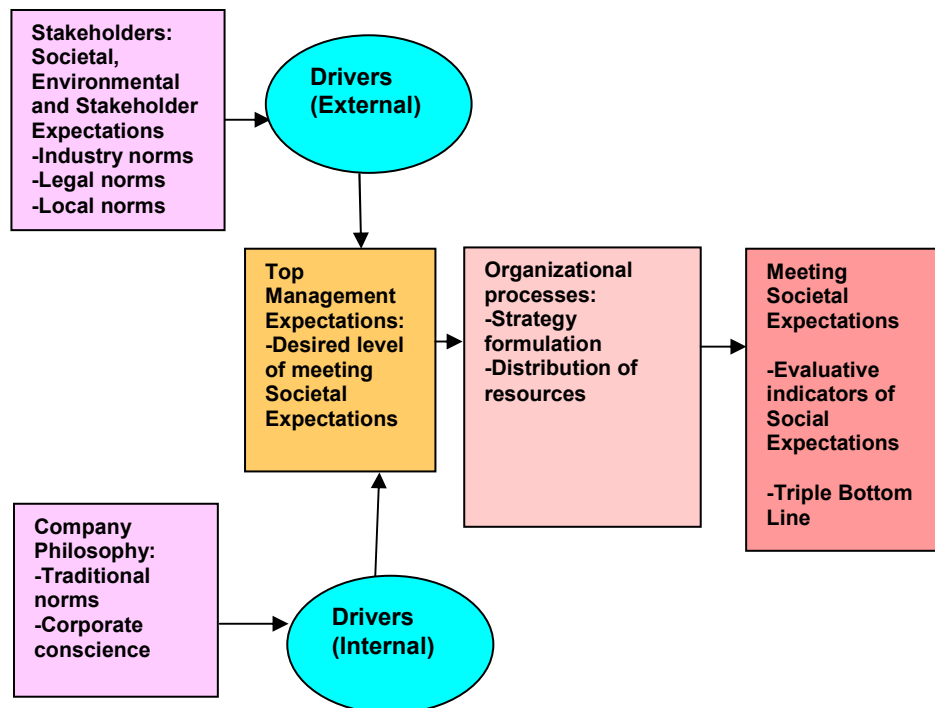 Stakeholders:
Societal,
Environmental
and Stakeholder
Expectations
-Industry norms
-Legal norms
-Local norms
Drivers
(External)
Top
Management
Expectations:
-Desired level
of meeting
Societal
Expectations
Organizational
processes:
-Strategy
formulation
-Distribution of
resources
Meeting
Societal
Expectations
-Evaluative
indicators of
Social
Expectations
-Triple Bottom
Line
Company
Philosophy:
-Traditional
norms
-Corporate
conscience
Drivers
(Internal)